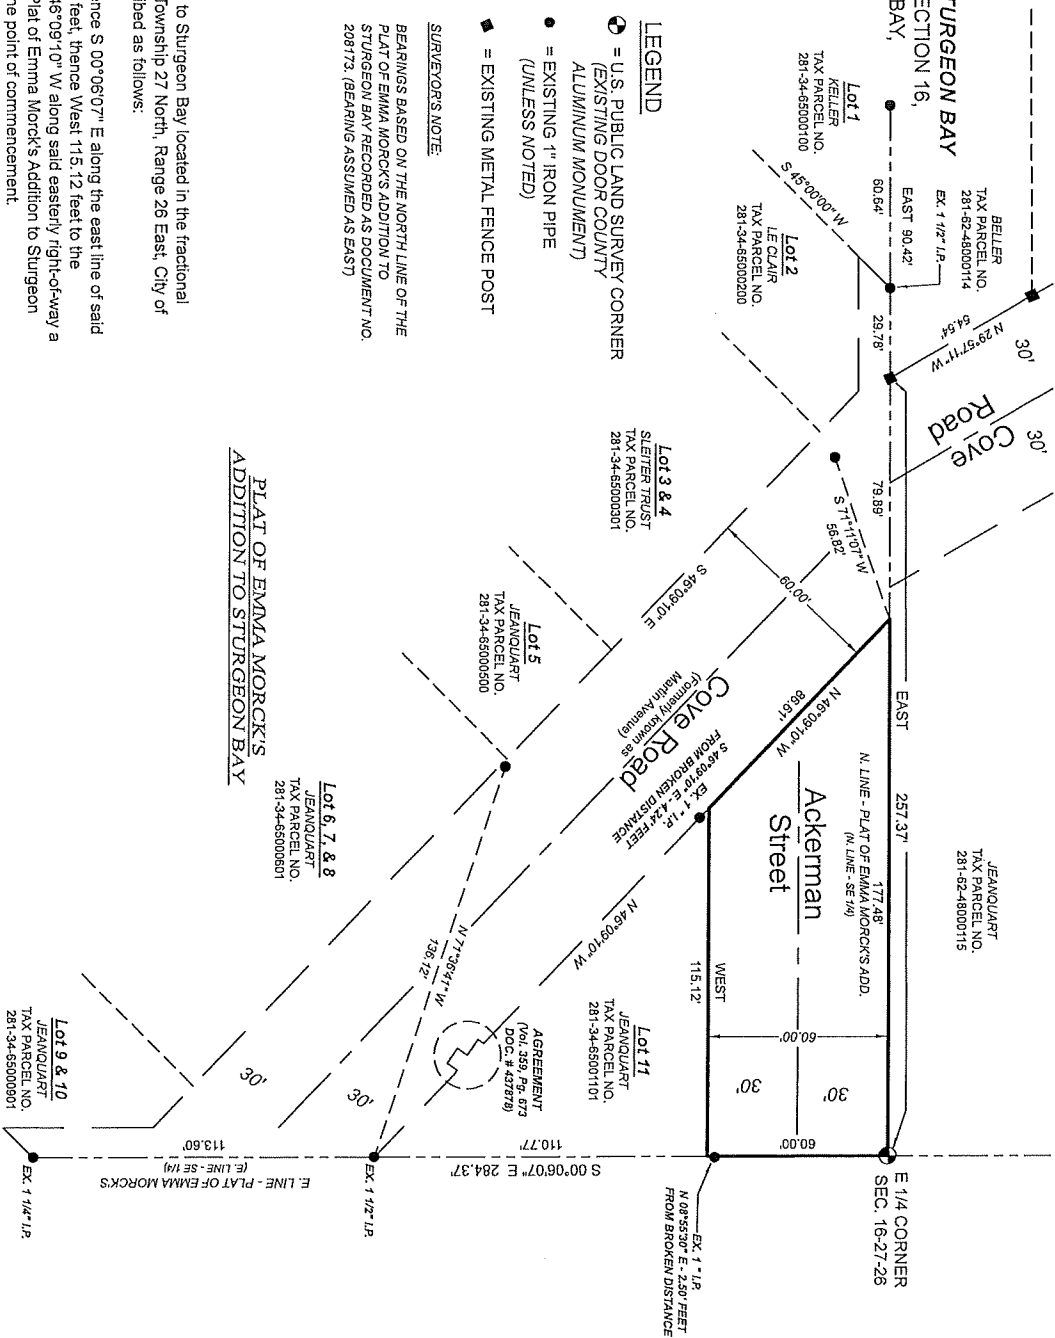 TURGEON BAY
ECTION 16,
BAY,
BELLER
TAX PARCEL NO.
281-62-48000114
EX. 1 1/2" I.P.
EAST 90.42'
60.64'
29.78'
79.89'
Lot 1
KELLER
TAX PARCEL NO.
281-34-65000100
S 45°00'00" W
Lot 2
LE CLAIR
TAX PARCEL NO.
281-34-65000200
N 29°57'11" W
54.54'
30'
30'
Cove
Road
EAST
257.37'
177.48'
N. LINE - PLAT OF EMMA MORCK'S ADD.
(N. LINE - SE 1/4)
JEANQUART
TAX PARCEL NO.
281-62-48000115
E 1/4 CORNER
SEC. 16-27-26
S 71°11'07" W
56.82'
60.00'
N 46°09'10" W
86.61'
Ackerman
Street
60.00'
30'
30'
60.00'
WEST
115.12'
EX. 1" I.P.
N 08°55'30" E - 2.50' FEET
FROM BROKEN DISTANCE
Lot 3 & 4
SLEITER TRUST
TAX PARCEL NO.
281-34-65000301
S 46°09'10" E
Cove Road
(Formerly known as
Martin Avenue)
EX. 1" I.P.
S 46°09'10" E - 4.24' FEET
FROM BROKEN DISTANCE
N 46°09'10" W
Lot 11
JEANQUART
TAX PARCEL NO.
281-34-65001101
AGREEMENT
(Vol. 359, Pg. 673
DOC. # 437878)
110.77'
S 00°06'07" E 284.37'
Lot 5
JEANQUART
TAX PARCEL NO.
281-34-65000500
N 71°36'41" W
136.12'
EX. 1 1/2" I.P.
Lot 6, 7, & 8
JEANQUART
TAX PARCEL NO.
281-34-65000601
30'
30'
113.60'
E. LINE - PLAT OF EMMA MORCK'S
(E. LINE - SE 1/4)
Lot 9 & 10
JEANQUART
TAX PARCEL NO.
281-34-65000901
EX. 1 1/4" I.P.
PLAT OF EMMA MORCK'S
ADDITION TO STURGEON BAY
LEGEND
= U.S. PUBLIC LAND SURVEY CORNER
(EXISTING DOOR COUNTY
ALUMINUM MONUMENT)
= EXISTING 1" IRON PIPE
(UNLESS NOTED)
= EXISTING METAL FENCE POST
SURVEYOR'S NOTE:
BEARINGS BASED ON THE NORTH LINE OF THE
PLAT OF EMMA MORCK'S ADDITION TO
STURGEON BAY RECORDED AS DOCUMENT NO.
208173. (BEARING ASSUMED AS EAST)
to Sturgeon Bay located in the fractional
Township 27 North, Range 26 East, City of
ibed as follows:
nce S 00°06'07" E along the east line of said
feet, thence West 115.12 feet to the
46°09'10" W along said easterly right-of-way a
Plat of Emma Morck's Addition to Sturgeon
he point of commencement.